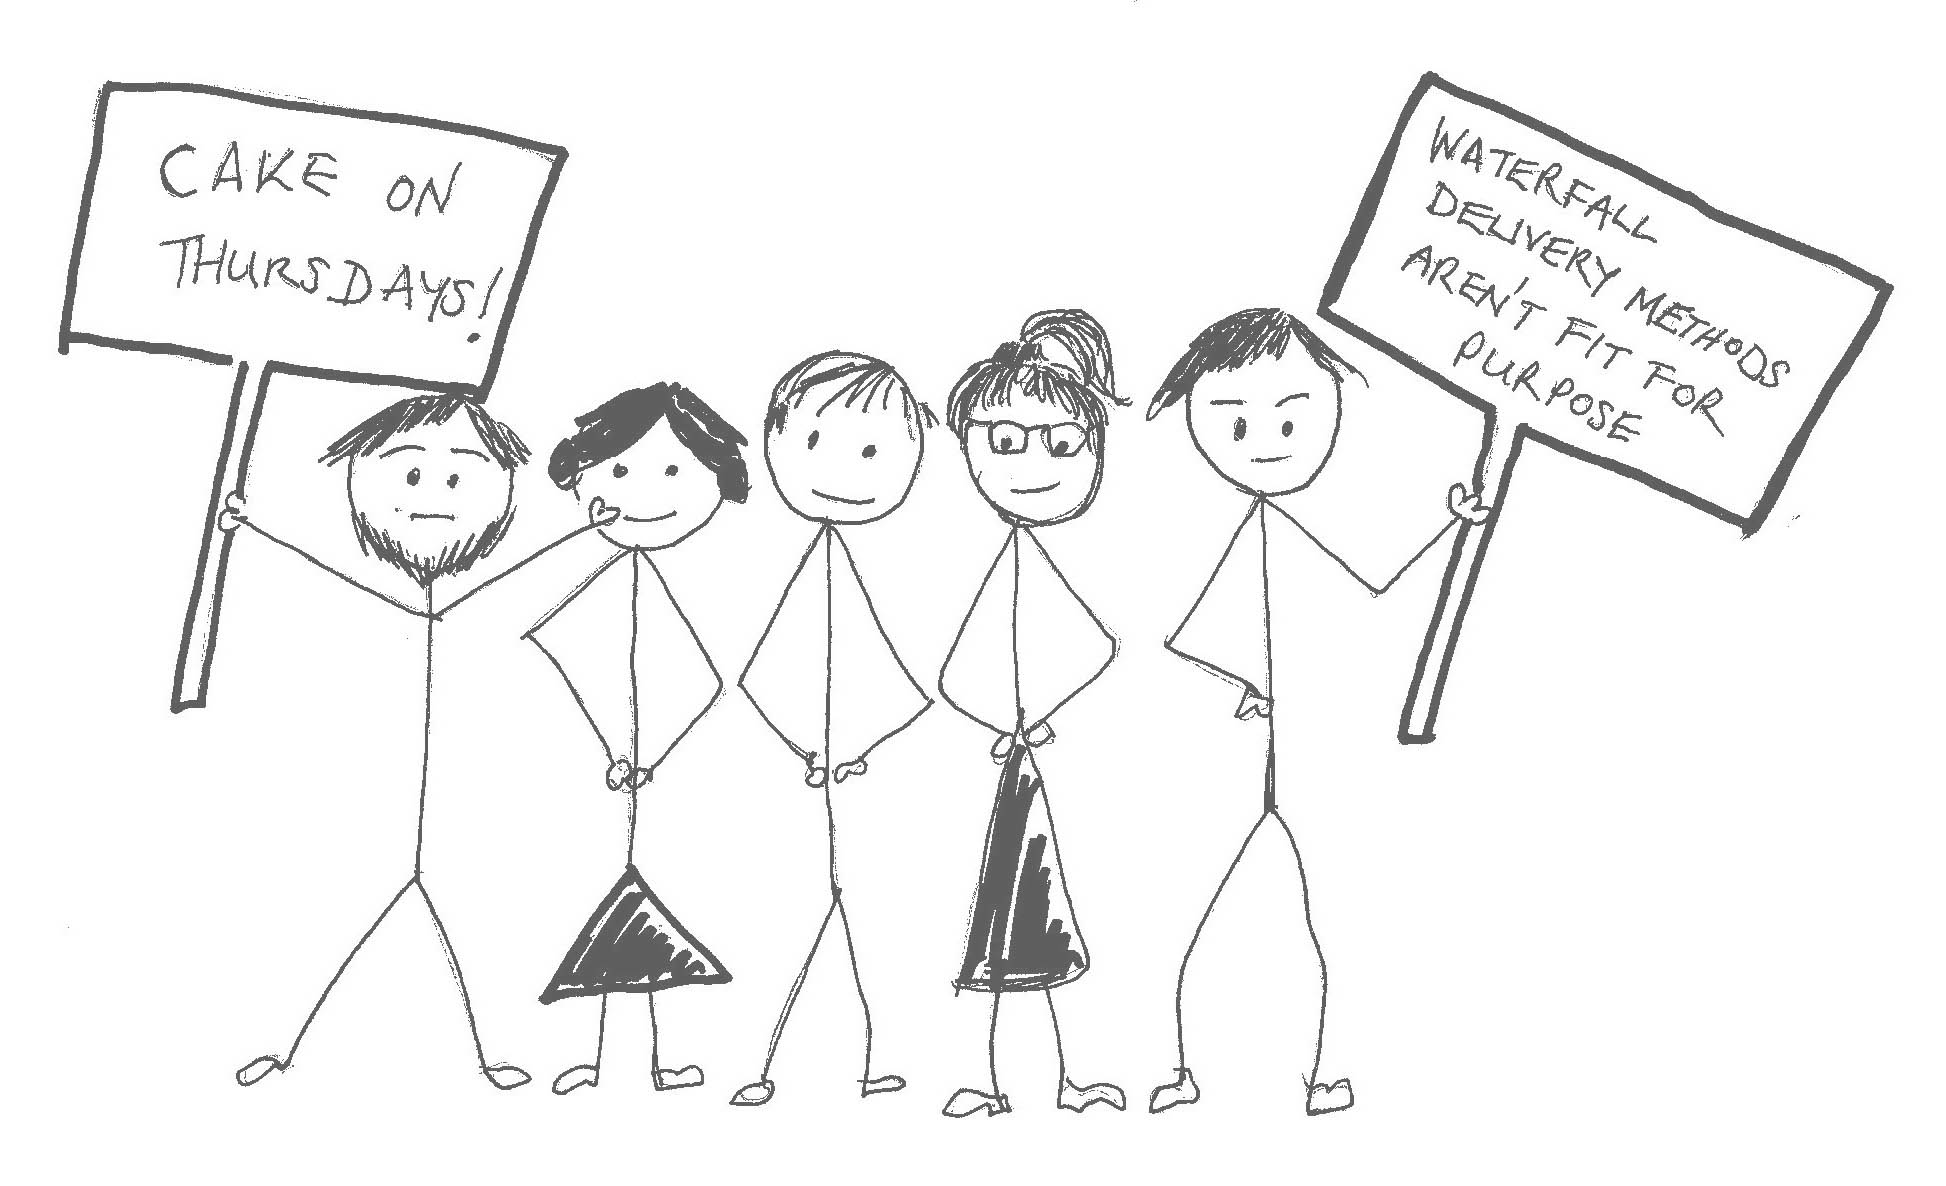 CAKE ON
THURSDAYS!
WATERFALL
DELIVERY METHODS
AREN'T FIT FOR
PURPOSE